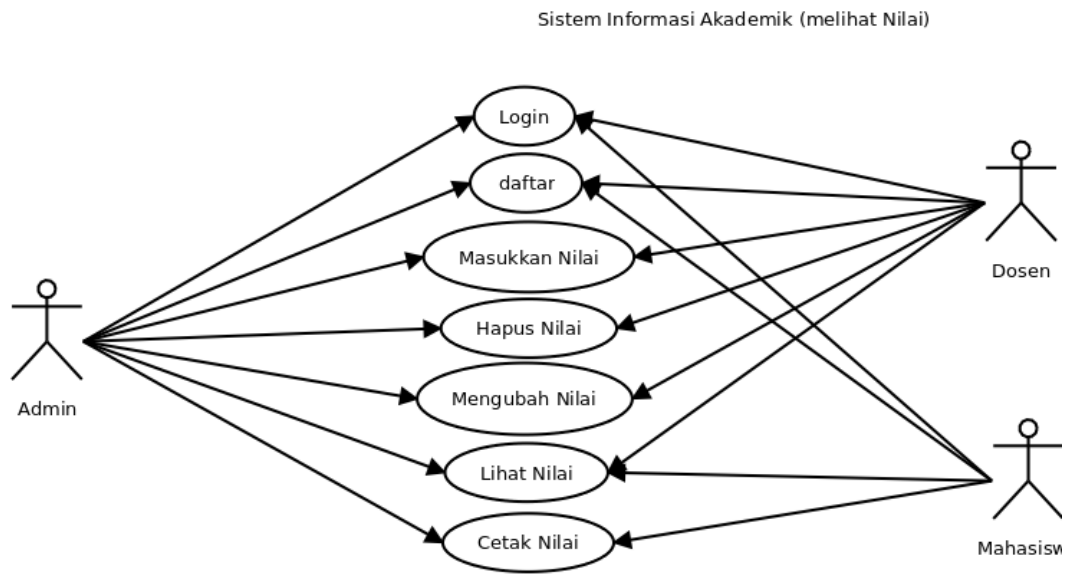 Sistem Informasi Akademik (melihat Nilai)
Login
daftar
Masukkan Nilai
Hapus Nilai
Mengubah Nilai
Lihat Nilai
Cetak Nilai
Admin
Dosen
Mahasisw